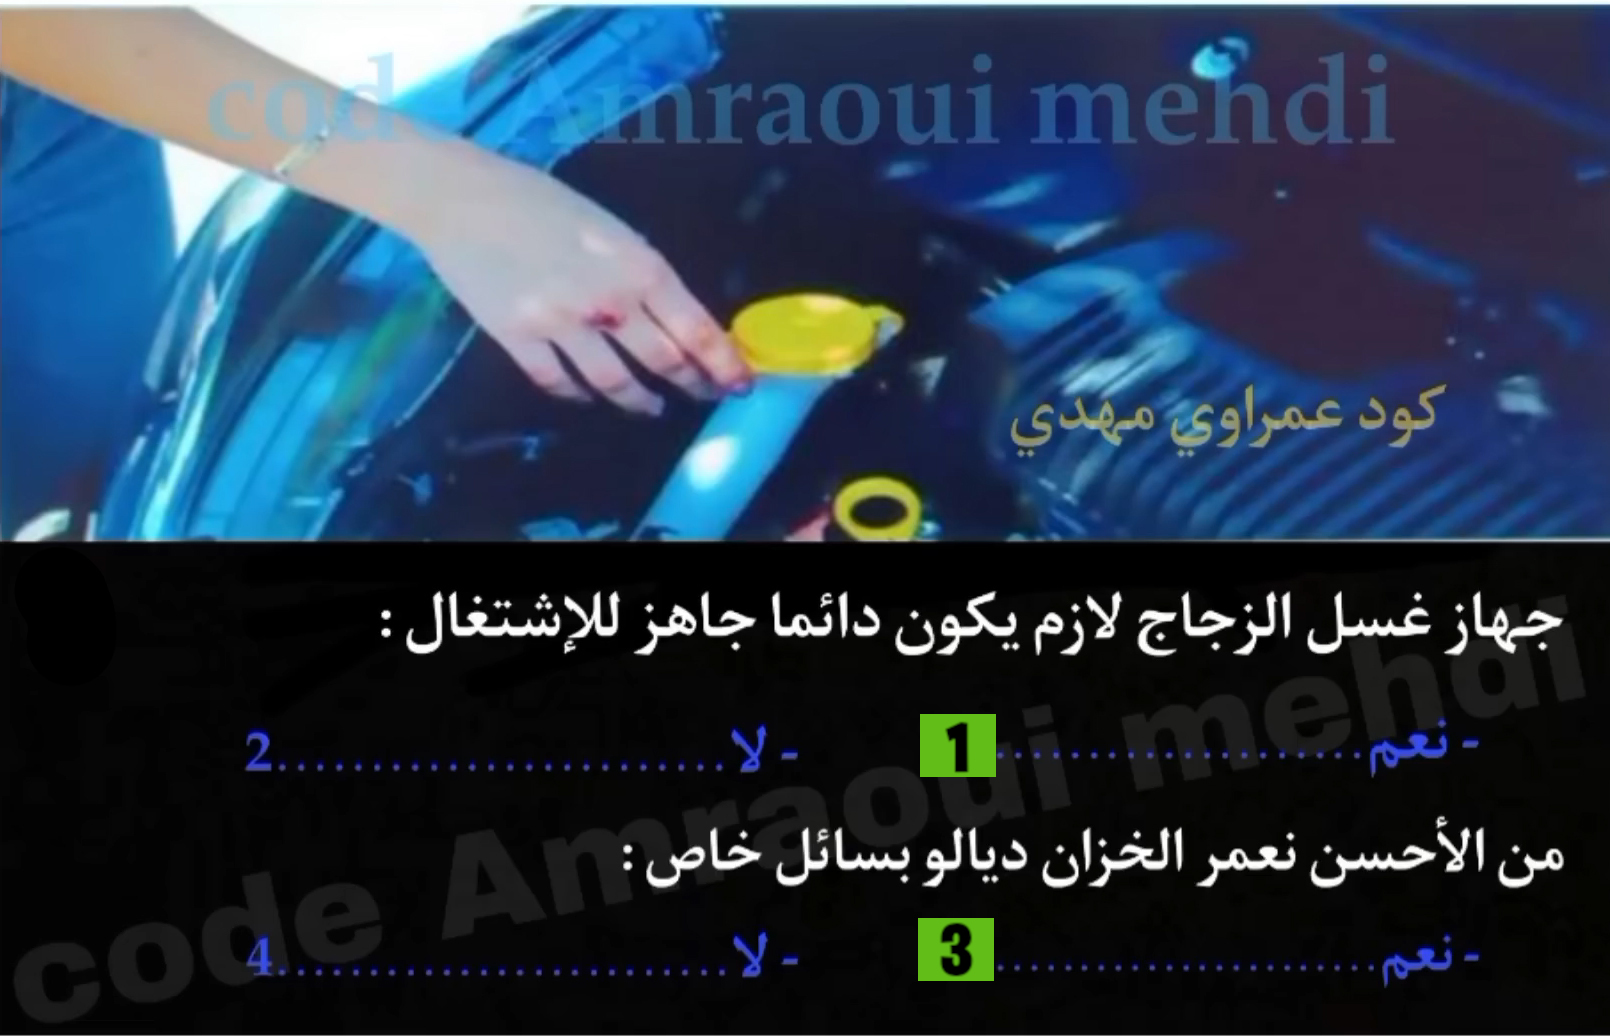 code Amraoui mehdi
كود عمراوي مهدي
جهاز غسل الزجاج لازم يكون دائما جاهز للإشتغال :
- نعم......................1 - لا........................2
من الأحسن نعمر الخزان ديالو بسائل خاص :
- نعم......................3 - لا........................4
code Amraoui mehdi